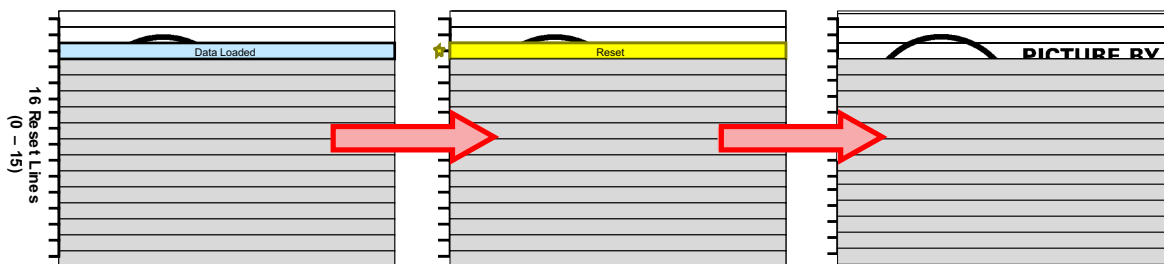 16 Reset Lines
(0 – 15)
Data Loaded
Reset
PICTURE BY